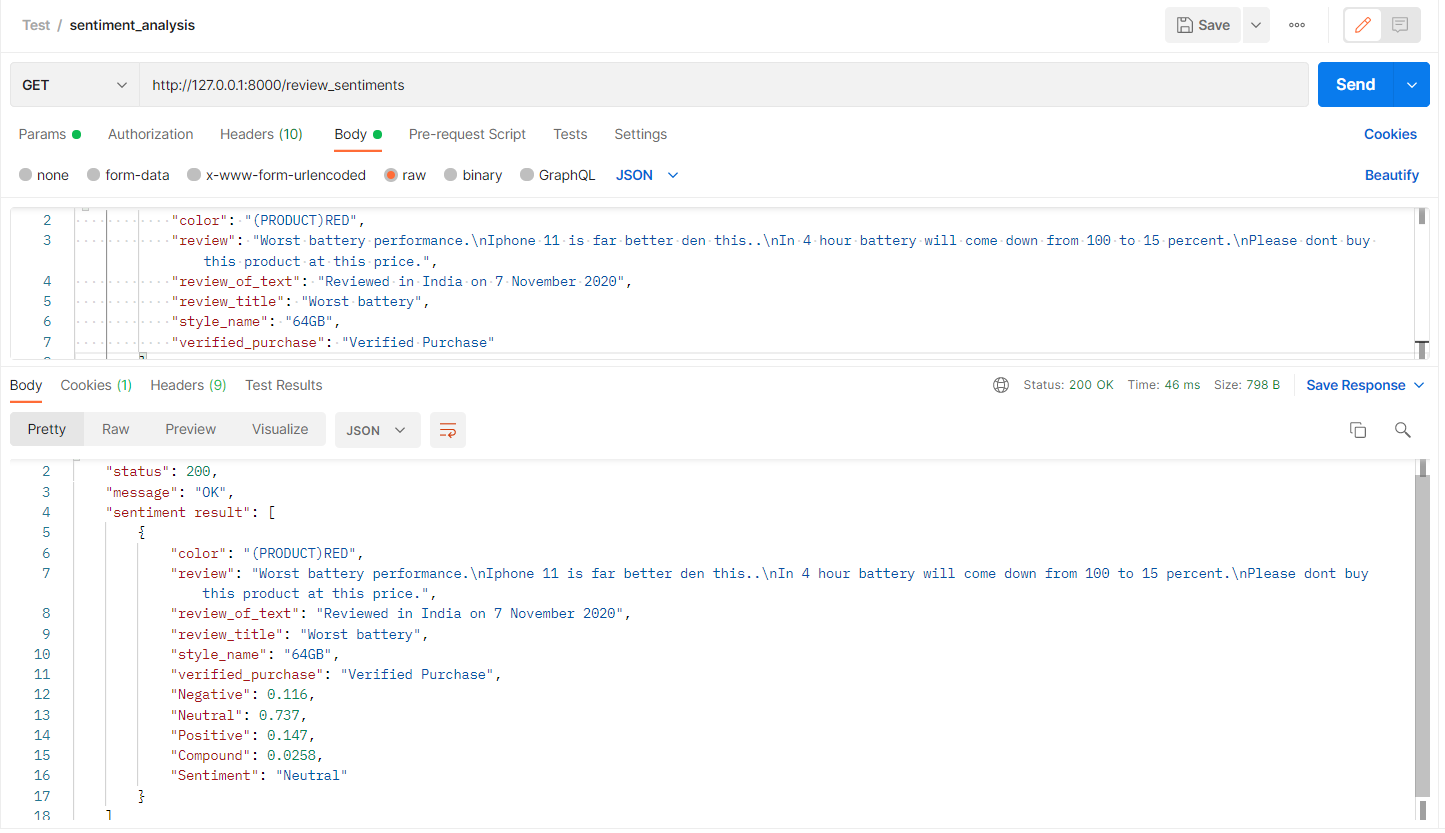 Test / sentiment_analysis
Save
GET http://127.0.0.1:8000/review_sentiments Send
Params Authorization Headers (10) Body Pre-request Script Tests Settings Cookies
none form-data x-www-form-urlencoded raw binary GraphQL JSON Beautify
2 "color": "(PRODUCT)RED",
3 "review": "Worst battery performance.\nIphone 11 is far better den this..\nIn 4 hour battery will come down from 100 to 15 percent.\nPlease dont buy
this product at this price.",
4 "review_of_text": "Reviewed in India on 7 November 2020",
5 "review_title": "Worst battery",
6 "style_name": "64GB",
7 "verified_purchase": "Verified Purchase"
Body Cookies (1) Headers (9) Test Results Status: 200 OK Time: 46 ms Size: 798 B Save Response
Pretty Raw Preview Visualize JSON
2 "status": 200,
3 "message": "OK",
4 "sentiment result": [
5 {
6 "color": "(PRODUCT)RED",
7 "review": "Worst battery performance.\nIphone 11 is far better den this..\nIn 4 hour battery will come down from 100 to 15 percent.\nPlease dont buy
this product at this price.",
8 "review_of_text": "Reviewed in India on 7 November 2020",
9 "review_title": "Worst battery",
10 "style_name": "64GB",
11 "verified_purchase": "Verified Purchase",
12 "Negative": 0.116,
13 "Neutral": 0.737,
14 "Positive": 0.147,
15 "Compound": 0.0258,
16 "Sentiment": "Neutral"
17 }
18 ]